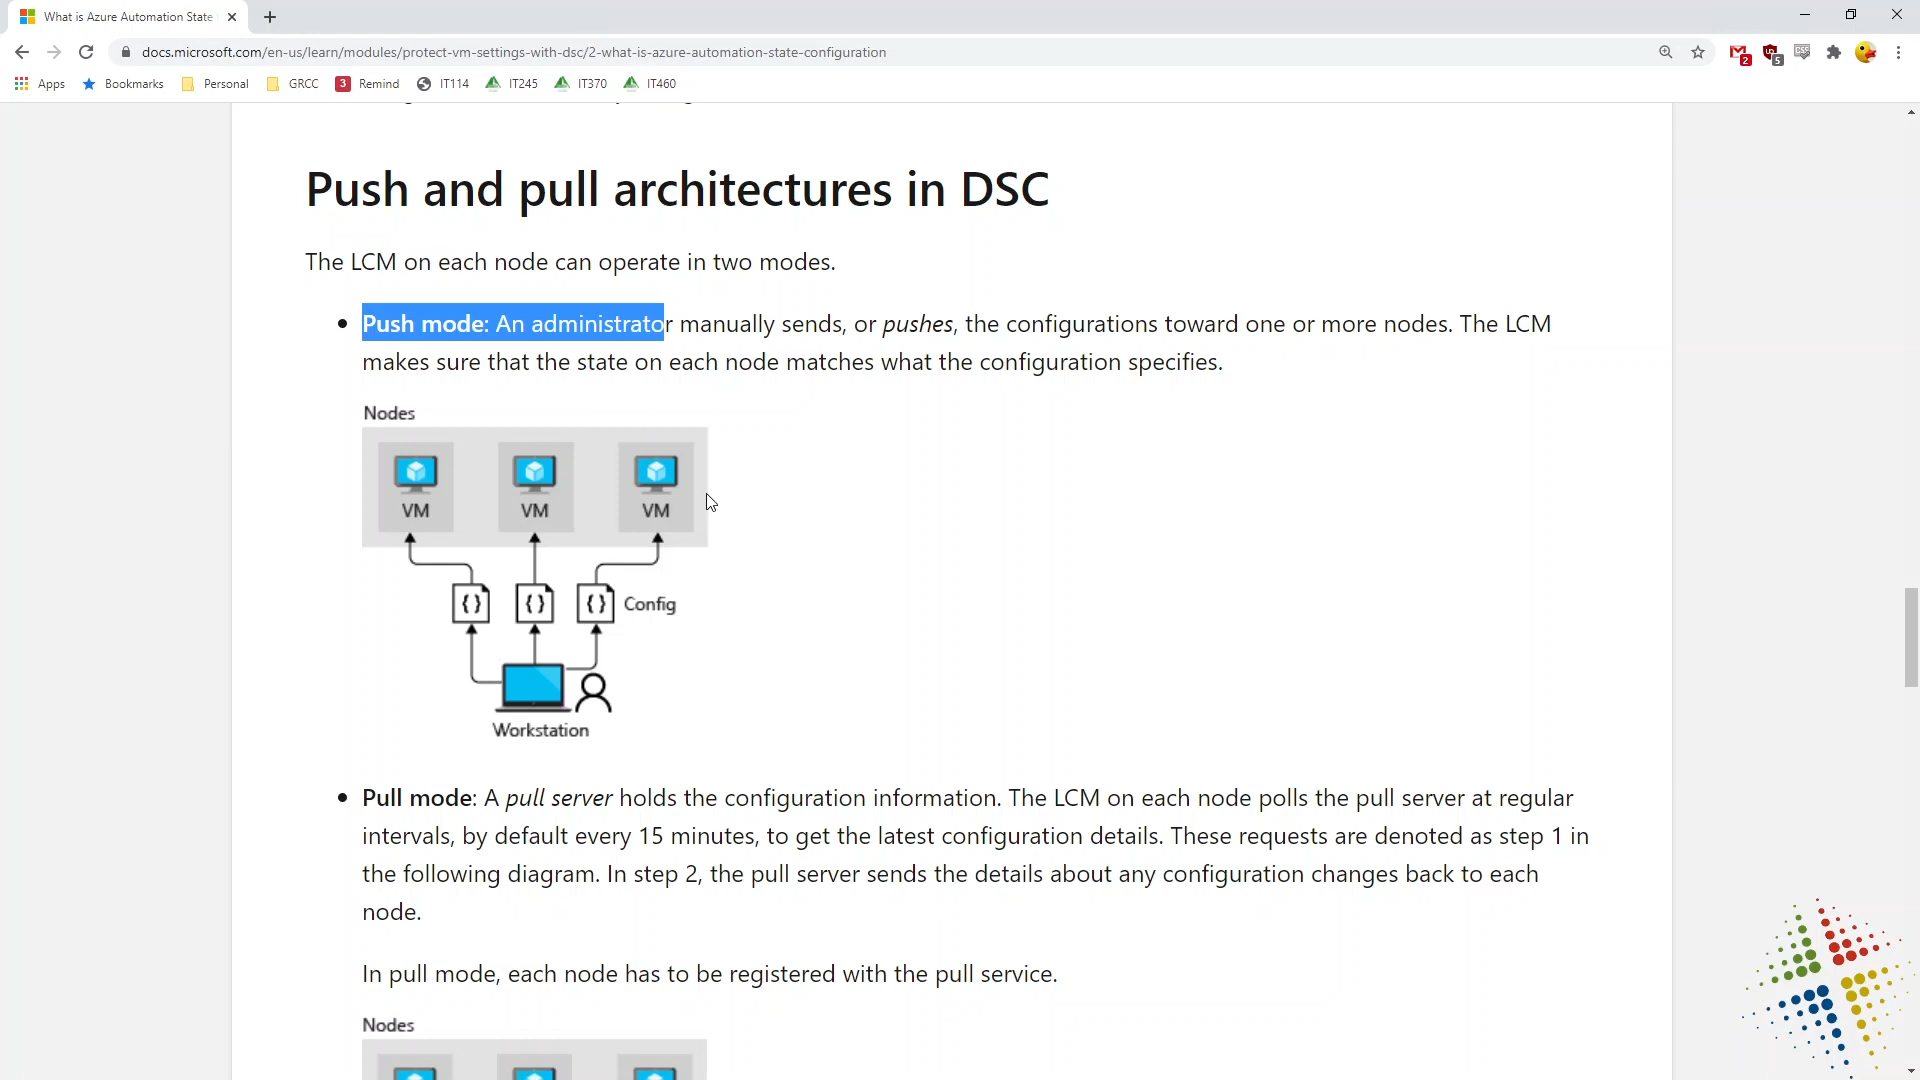 What is Azure Automation State
docs.microsoft.com/en-us/learn/modules/protect-vm-settings-with-dsc/2-what-is-azure-automation-state-configuration
2
5
Apps Bookmarks Personal GRCC 3 Remind IT114 IT245 IT370 IT460
Push and pull architectures in DSC
The LCM on each node can operate in two modes.
Push mode: An administrator manually sends, or pushes, the configurations toward one or more nodes. The LCM
makes sure that the state on each node matches what the configuration specifies.
Nodes
VM VM VM
{} {} {} Config
Workstation
Pull mode: A pull server holds the configuration information. The LCM on each node polls the pull server at regular
intervals, by default every 15 minutes, to get the latest configuration details. These requests are denoted as step 1 in
the following diagram. In step 2, the pull server sends the details about any configuration changes back to each
node.
In pull mode, each node has to be registered with the pull service.
Nodes